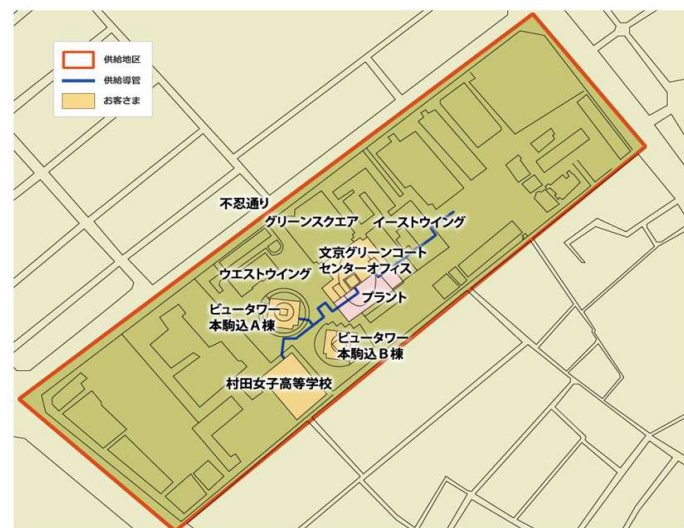 供給地区
供給導管
お客さま
不忍通り
グリーンスクエア
イーストウイング
文京グリーンコート
センターオフィス
ウエストウイング
プラント
ビュータワー
本駒込A棟
ビュータワー
本駒込B棟
村田女子高等学校